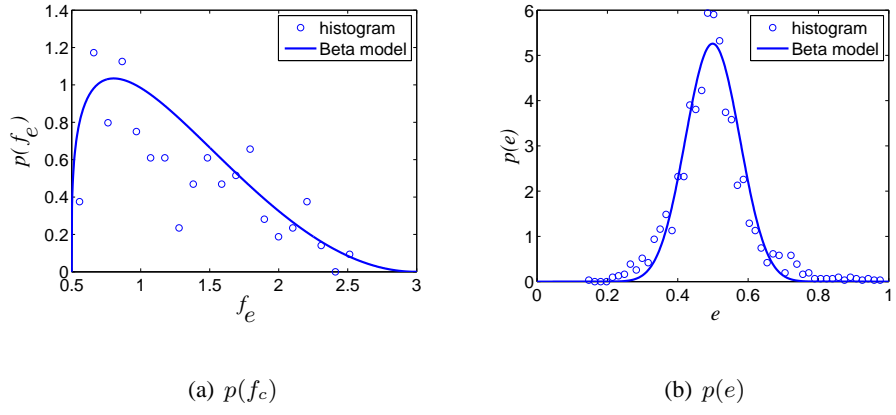 1.4
1.2
1
0.8
0.6
0.4
0.2
0
p(fe)
histogram
Beta model
0.5 1 1.5 2 2.5 3
fe
6
5
4
3
2
1
0
p(e)
histogram
Beta model
0 0.2 0.4 0.6 0.8 1
e
(a) p(fc)
(b) p(e)